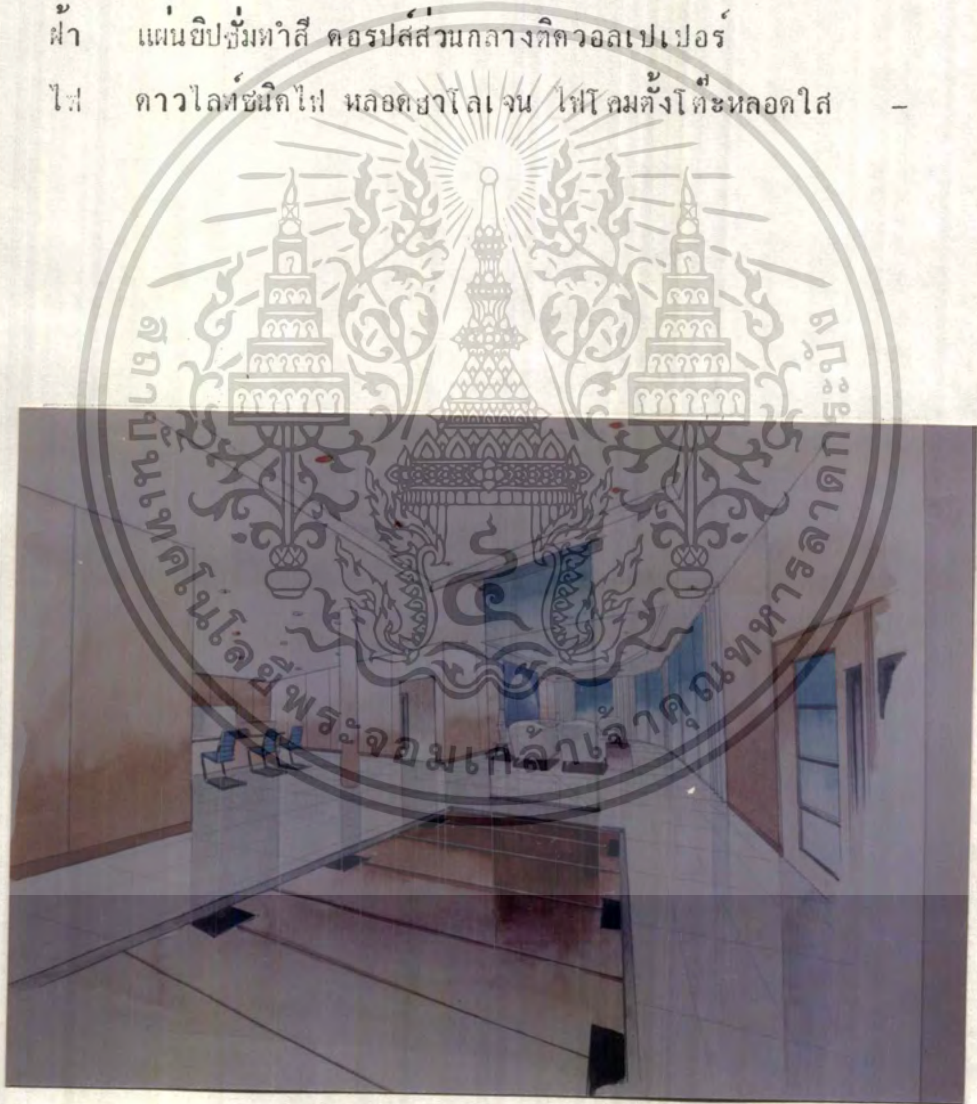 ฝ้า แผ่นยิปซั่มทำสี ดอรปส์ส่วนกลางติดวอลเปเปอร์
ไฟ ดาวไลท์ชนิดไฟ หลอดฮาโลเจน ไฟโคมตั้งโต๊ะหลอดใส -
สถาบันเทคโนโลยีพระจอมเกล้าเจ้าคุณทหารลาดกระบัง